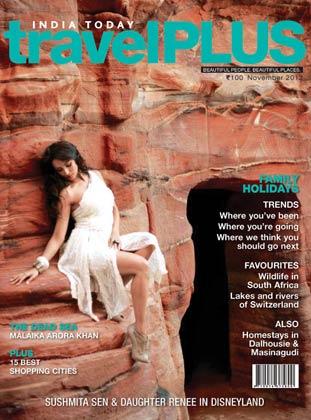 INDIA TODAY
travelPLUS
BEAUTIFUL PEOPLE. BEAUTIFUL PLACES.
₹100 November 2012
FAMILY
HOLIDAYS
TRENDS
Where you've been
Where you're going
Where we think you
should go next
FAVOURITES
Wildlife in
South Africa
Lakes and rivers
of Switzerland
ALSO
Homestays in
Dalhousie &
Masinagudi
THE DEAD SEA
MALAIKA ARORA KHAN
PLUS
15 BEST
SHOPPING CITIES
SUSHMITA SEN & DAUGHTER RENEE IN DISNEYLAND